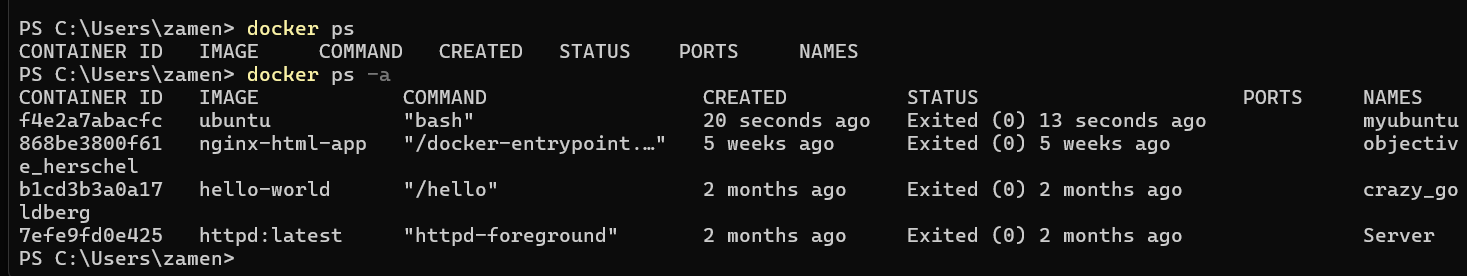 PS C:\Users\zamen> docker ps
CONTAINER ID   IMAGE     COMMAND   CREATED   STATUS    PORTS     NAMES
PS C:\Users\zamen> docker ps -a
CONTAINER ID   IMAGE            COMMAND                  CREATED          STATUS                      PORTS     NAMES
f4e2a7abacfc   ubuntu           "bash"                   20 seconds ago   Exited (0) 13 seconds ago             myubuntu
868be3800f61   nginx-html-app   "/docker-entrypoint.…"   5 weeks ago      Exited (0) 5 weeks ago                objectiv
e_herschel
b1cd3b3a0a17   hello-world      "/hello"                 2 months ago     Exited (0) 2 months ago               crazy_go
ldberg
7efe9fd0e425   httpd:latest     "httpd-foreground"       2 months ago     Exited (0) 2 months ago               Server
PS C:\Users\zamen>